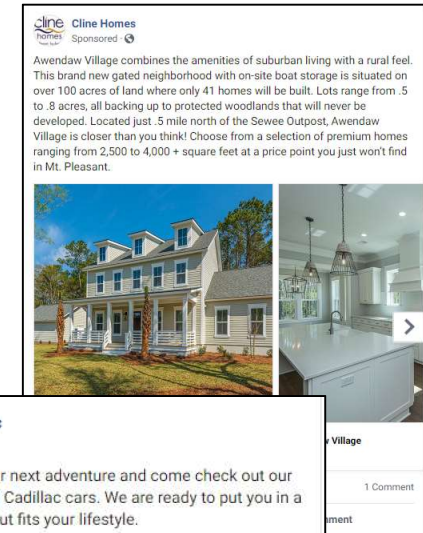 cline
homes
Cline Homes
Sponsored ·
Awendaw Village combines the amenities of suburban living with a rural feel.
This brand new gated neighborhood with on-site boat storage is situated on
over 100 acres of land where only 41 homes will be built. Lots range from .5
to .8 acres, all backing up to protected woodlands that will never be
developed. Located just .5 mile north of the Sewee Outpost, Awendaw
Village is closer than you think! Choose from a selection of premium homes
ranging from 2,500 to 4,000 + square feet at a price point you just won't find
in Mt. Pleasant.
Village
1 Comment
r next adventure and come check out our
Cadillac cars. We are ready to put you in a
ut fits your lifestyle.